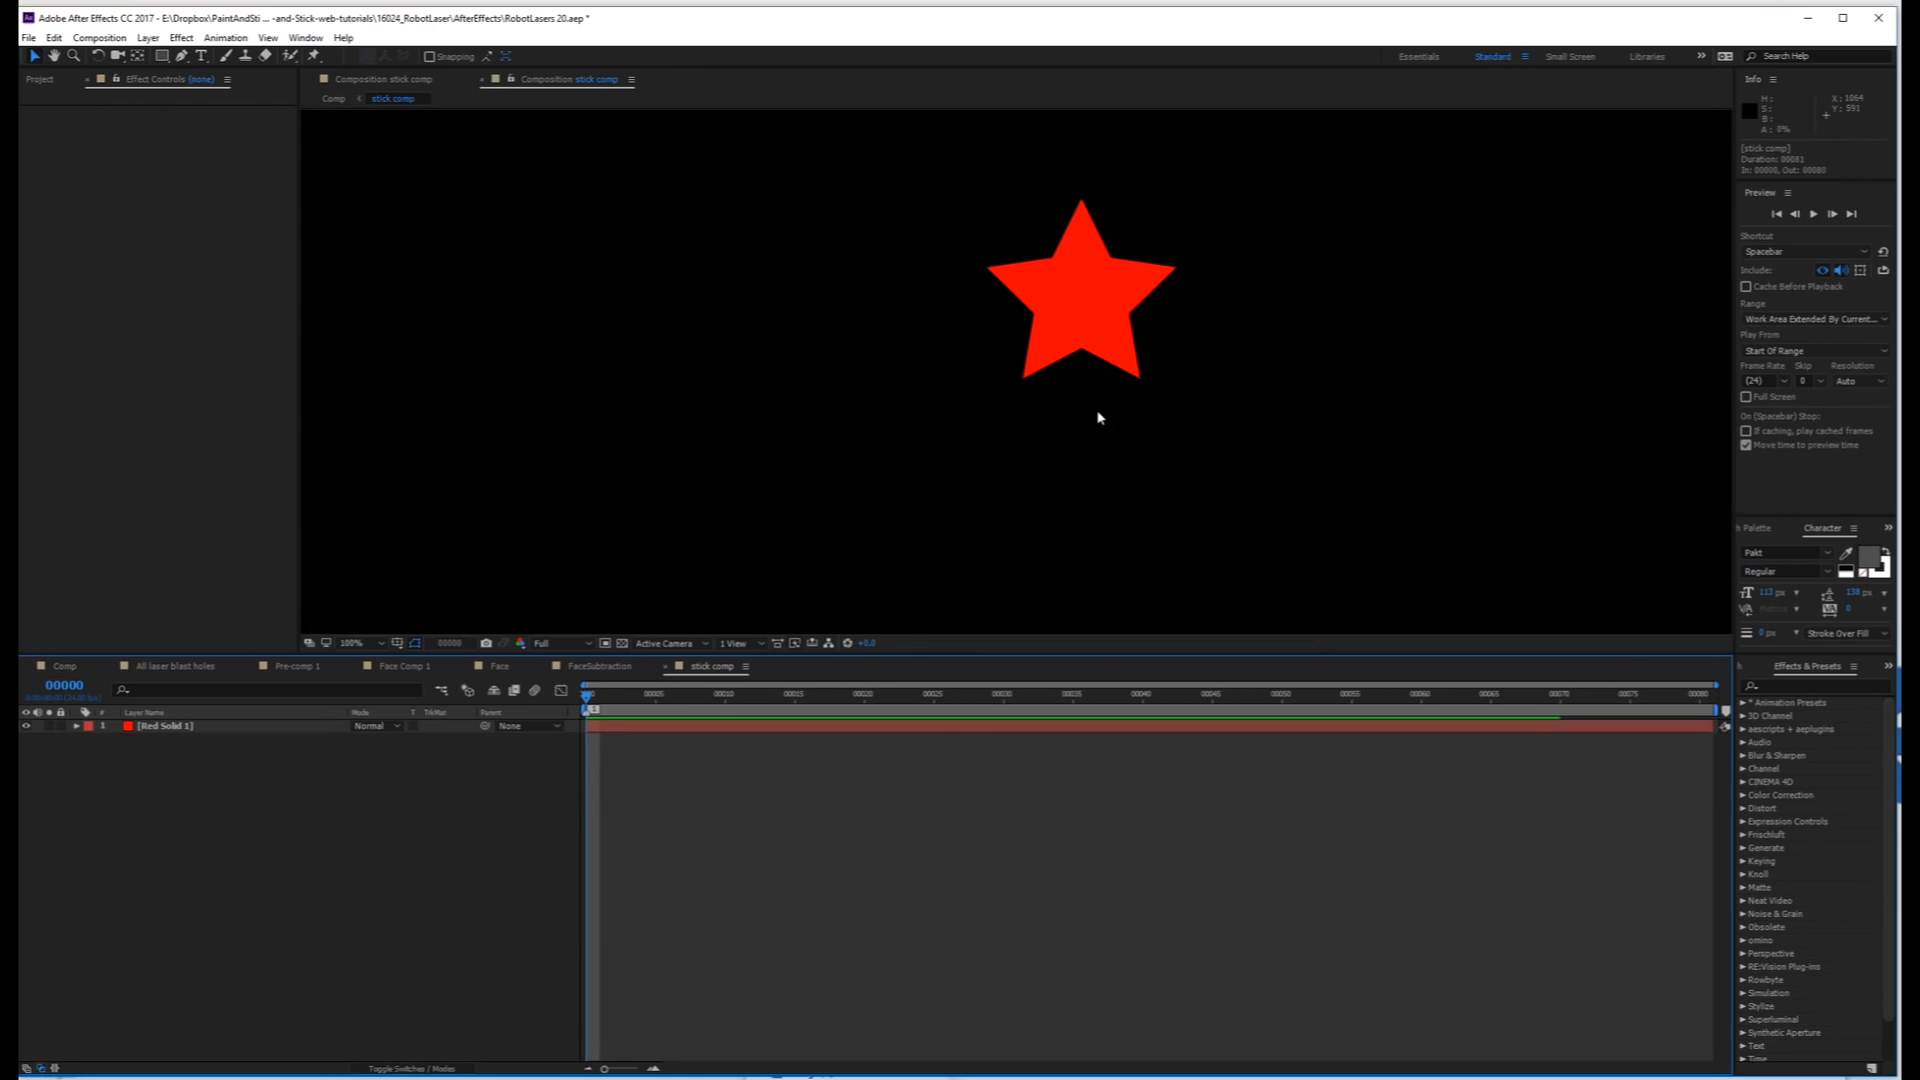 Adobe After Effects CC 2017 - E:\Dropbox\PaintAndSti ... -and-Stick-web-tutorials\16024_RobotLaser\AfterEffects\RobotLasers 20.aep *
File Edit Composition Layer Effect Animation View Window Help
Snapping
Essentials Standard Small Screen Libraries Search Help
Project Effect Controls (none) Composition stick comp Composition stick comp Info
Comp stick comp
H: X: 1064
S: Y: 591
B:
A: 0%
[stick comp]
Duration: 00081
In: 00000, Out: 00080
Preview
Shortcut
Spacebar
Include:
Cache Before Playback
Range
Work Area Extended By Current...
Play From
Start Of Range
Frame Rate Skip Resolution
(24) 0 Auto
Full Screen
On (Spacebar) Stop:
If caching, play cached frames
Move time to preview time
Palette Character
Pakt
Regular
113 px 138 px
Metrics 0
0 px Stroke Over Fill
100% 00000 Full Active Camera 1 View +0.0
Comp All laser blast holes Pre-comp 1 Face Comp 1 Face FaceSubtraction stick comp
00000
00005 00010 00015 00020 00025 00030 00035 00040 00045 00050 00055 00060 00065 00070 00075 00080
# Layer Name Mode T TrkMat Parent
1 [Red Solid 1] Normal None
1
Effects & Presets
* Animation Presets
3D Channel
aescripts + aeplugins
Audio
Blur & Sharpen
Channel
CINEMA 4D
Color Correction
Distort
Expression Controls
Frischluft
Generate
Keying
Knoll
Matte
Neat Video
Noise & Grain
Obsolete
omino
Perspective
RE:Vision Plug-ins
Rowbyte
Simulation
Stylize
Superluminal
Synthetic Aperture
Text
Time
Toggle Switches / Modes